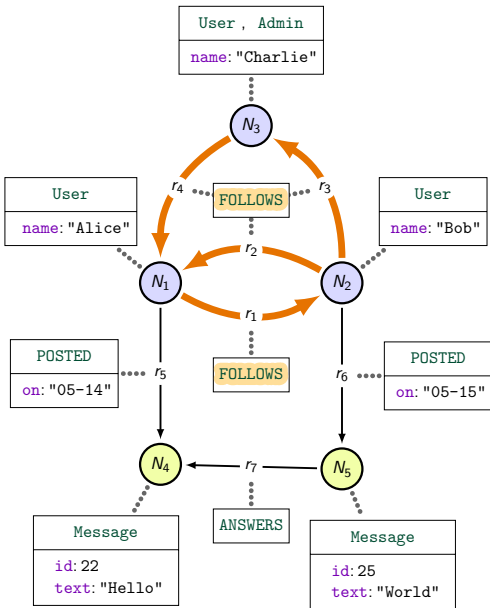 User , Admin
name: "Charlie"
N3
r4
r3
FOLLOWS
User
name: "Alice"
User
name: "Bob"
r2
N1
N2
r1
FOLLOWS
POSTED
on: "05-14"
r5
r6
POSTED
on: "05-15"
N4
r7
N5
ANSWERS
Message
id: 22
text: "Hello"
Message
id: 25
text: "World"